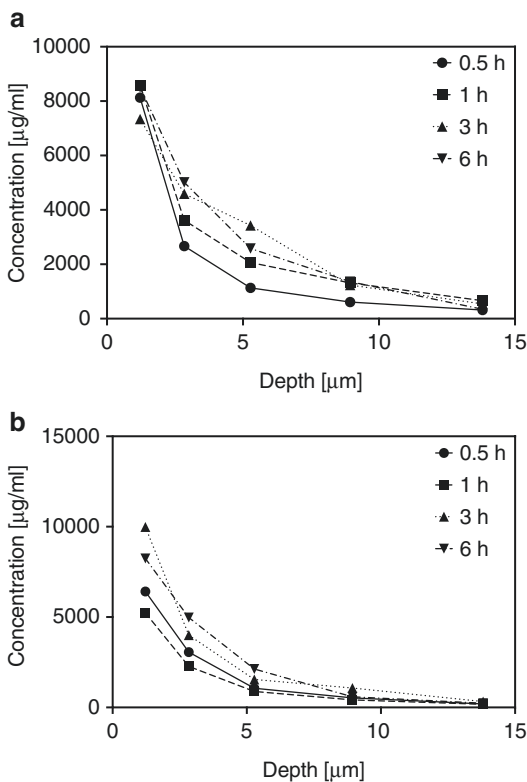 a
10000
8000
6000
4000
2000
0
Concentration [μg/ml]
0 5 10 15
Depth [μm]
0.5 h
1 h
3 h
6 h
b
15000
10000
5000
0
Concentration [μg/ml]
0 5 10 15
Depth [μm]
0.5 h
1 h
3 h
6 h